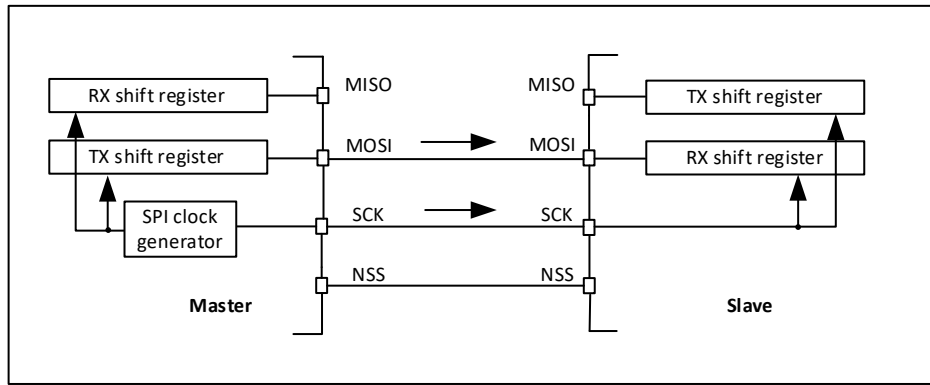 RX shift register
MISO
MISO
TX shift register
TX shift register
MOSI
MOSI
RX shift register
SPI clock
generator
SCK
SCK
NSS
NSS
Master
Slave